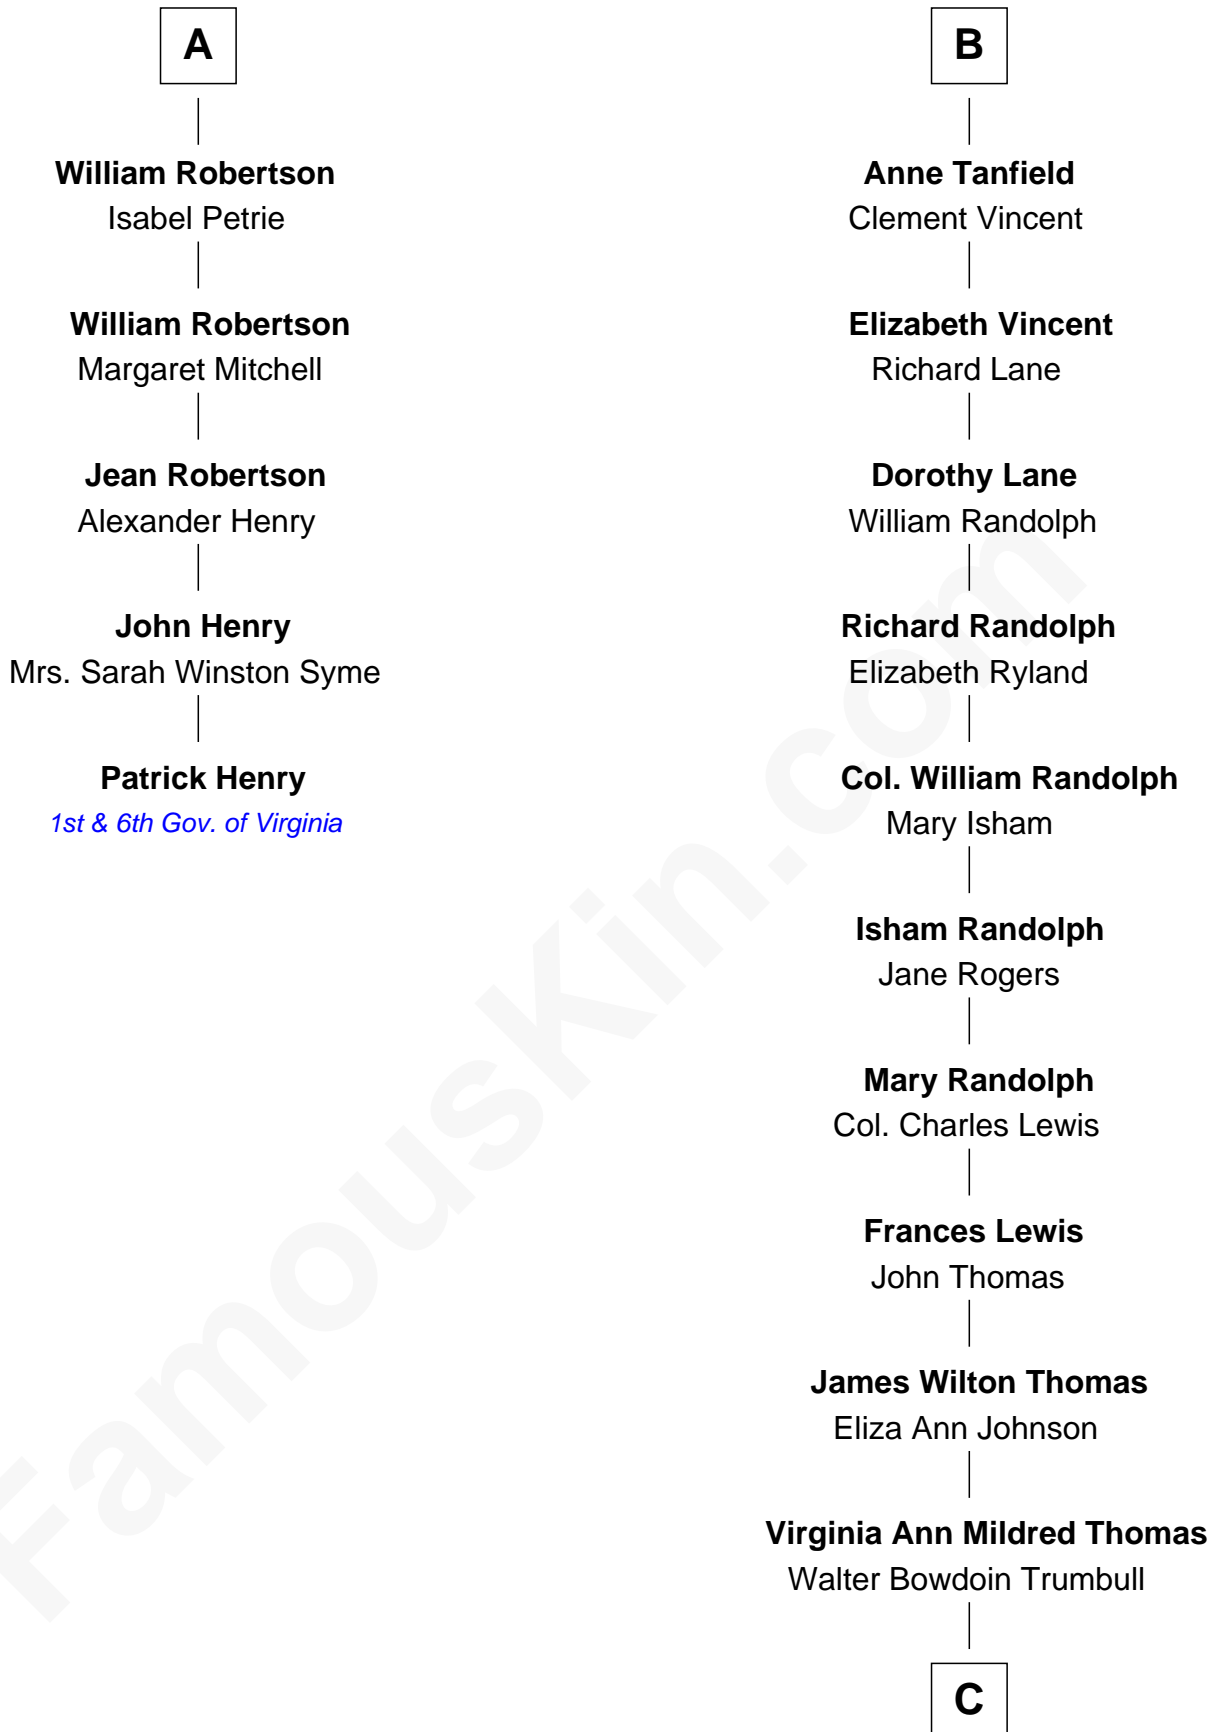 A
William Robertson
Isabel Petrie
William Robertson
Margaret Mitchell
Jean Robertson
Alexander Henry
John Henry
Mrs. Sarah Winston Syme
Patrick Henry
1st & 6th Gov. of Virginia
B
Anne Tanfield
Clement Vincent
Elizabeth Vincent
Richard Lane
Dorothy Lane
William Randolph
Richard Randolph
Elizabeth Ryland
Col. William Randolph
Mary Isham
Isham Randolph
Jane Rogers
Mary Randolph
Col. Charles Lewis
Frances Lewis
John Thomas
James Wilton Thomas
Eliza Ann Johnson
Virginia Ann Mildred Thomas
Walter Bowdoin Trumbull
C
FamousKin.com